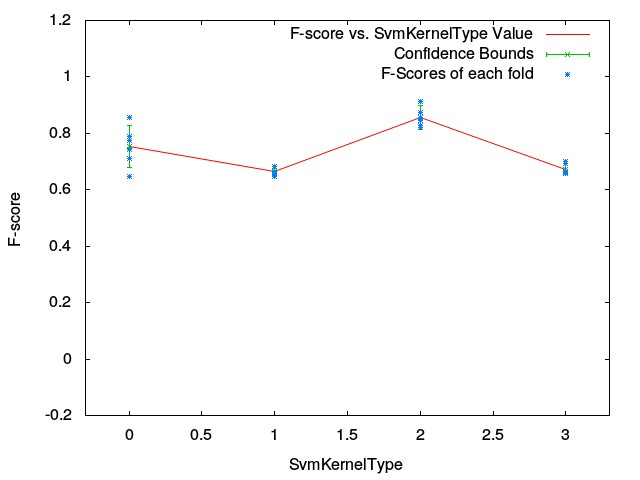 F-score vs. SvmKernelType Value
Confidence Bounds
F-Scores of each fold
1.2
1
0.8
0.6
0.4
0.2
0
-0.2
F-score
0 0.5 1 1.5 2 2.5 3
SvmKernelType